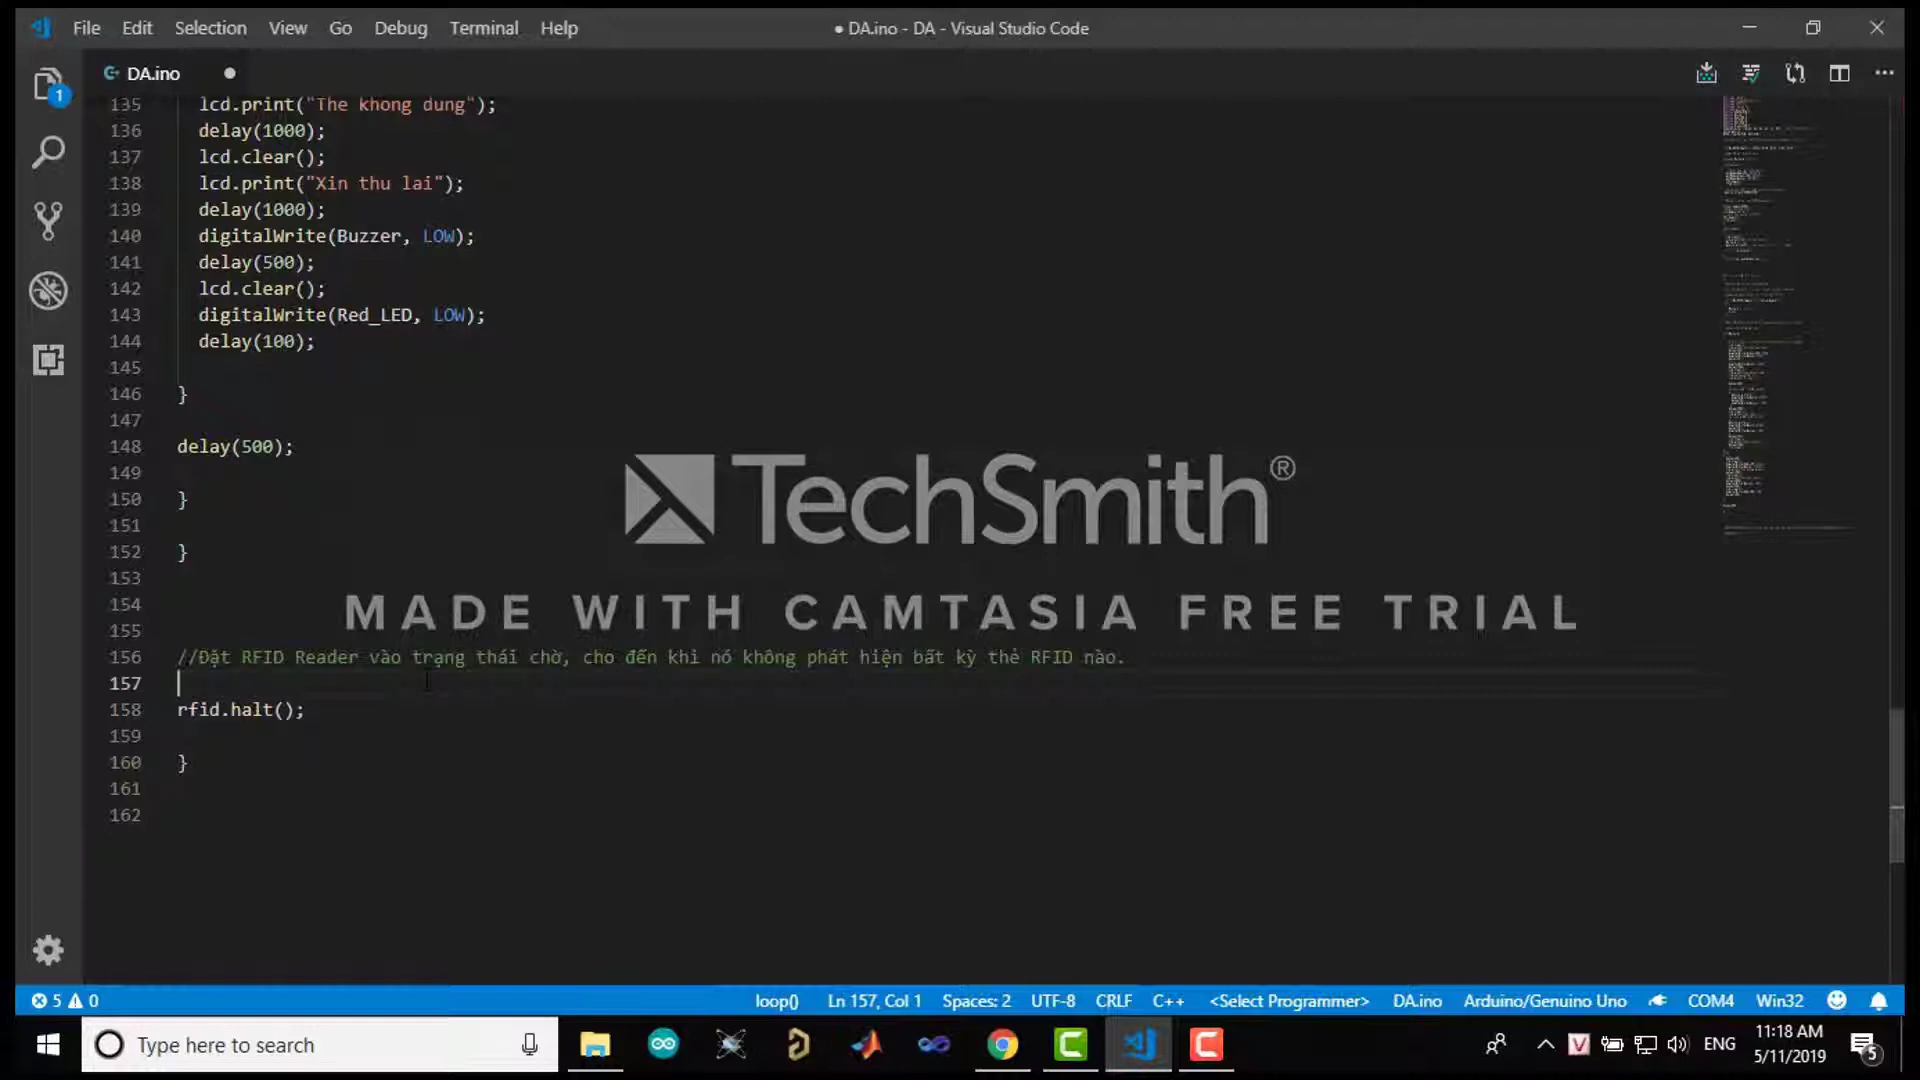 File Edit Selection View Go Debug Terminal Help
● DA.ino - DA - Visual Studio Code
DA.ino
1
135 lcd.print("The khong dung");
136 delay(1000);
137 lcd.clear();
138 lcd.print("Xin thu lai");
139 delay(1000);
140 digitalWrite(Buzzer, LOW);
141 delay(500);
142 lcd.clear();
143 digitalWrite(Red_LED, LOW);
144 delay(100);
145
146 }
147
148 delay(500);
149
150 }
151
152 }
153
154
155
156 //Đặt RFID Reader vào trạng thái chờ, cho đến khi nó không phát hiện bất kỳ thẻ RFID nào.
157
158 rfid.halt();
159
160 }
161
162
TechSmith®
MADE WITH CAMTASIA FREE TRIAL
5 0 loop() Ln 157, Col 1 Spaces: 2 UTF-8 CRLF C++ <Select Programmer> DA.ino Arduino/Genuino Uno COM4 Win32
Type here to search
V ENG 11:18 AM
5/11/2019 5